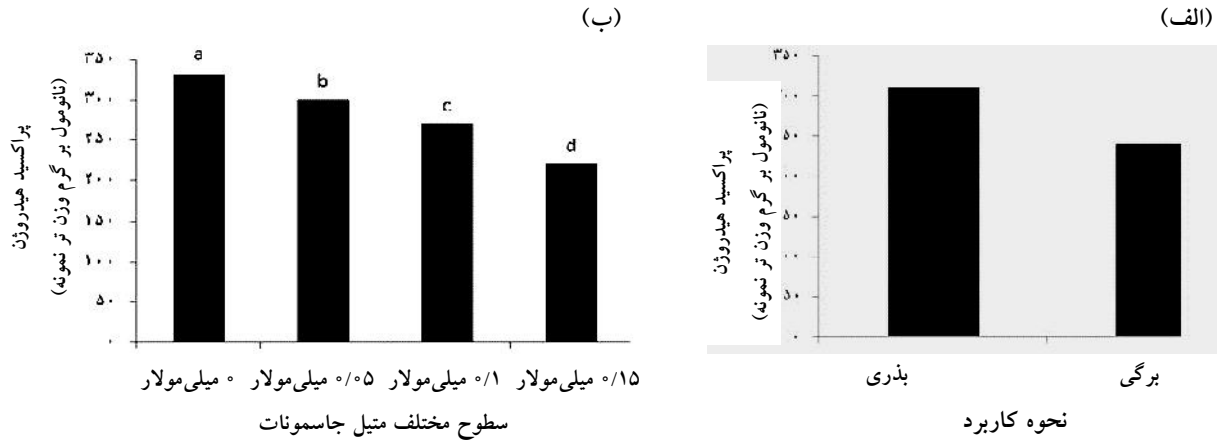 (الف)
۳۵۰
پراکسید هیدروژن
(نانومول بر گرم وزن تر نمونه)
بذری
برگی
نحوه کاربرد
(ب)
a
b
c
d
۳۵۰
۳۰۰
۲۵۰
۲۰۰
۱۵۰
۱۰۰
۵۰
۰
پراکسید هیدروژن
(نانومول بر گرم وزن تر نمونه)
۰ میلی‌مولار
۰/۰۵ میلی‌مولار
۰/۱ میلی‌مولار
۰/۱۵ میلی‌مولار
سطوح مختلف متیل جاسمونات